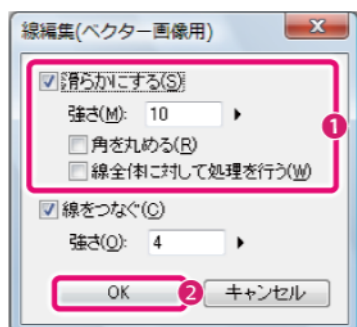 線編集(ベクター画像用)
滑らかにする(S)
強さ(M): 10
1
角を丸める(R)
線全体に対して処理を行う(W)
線をつなぐ(C)
強さ(O): 4
OK 2 キャンセル